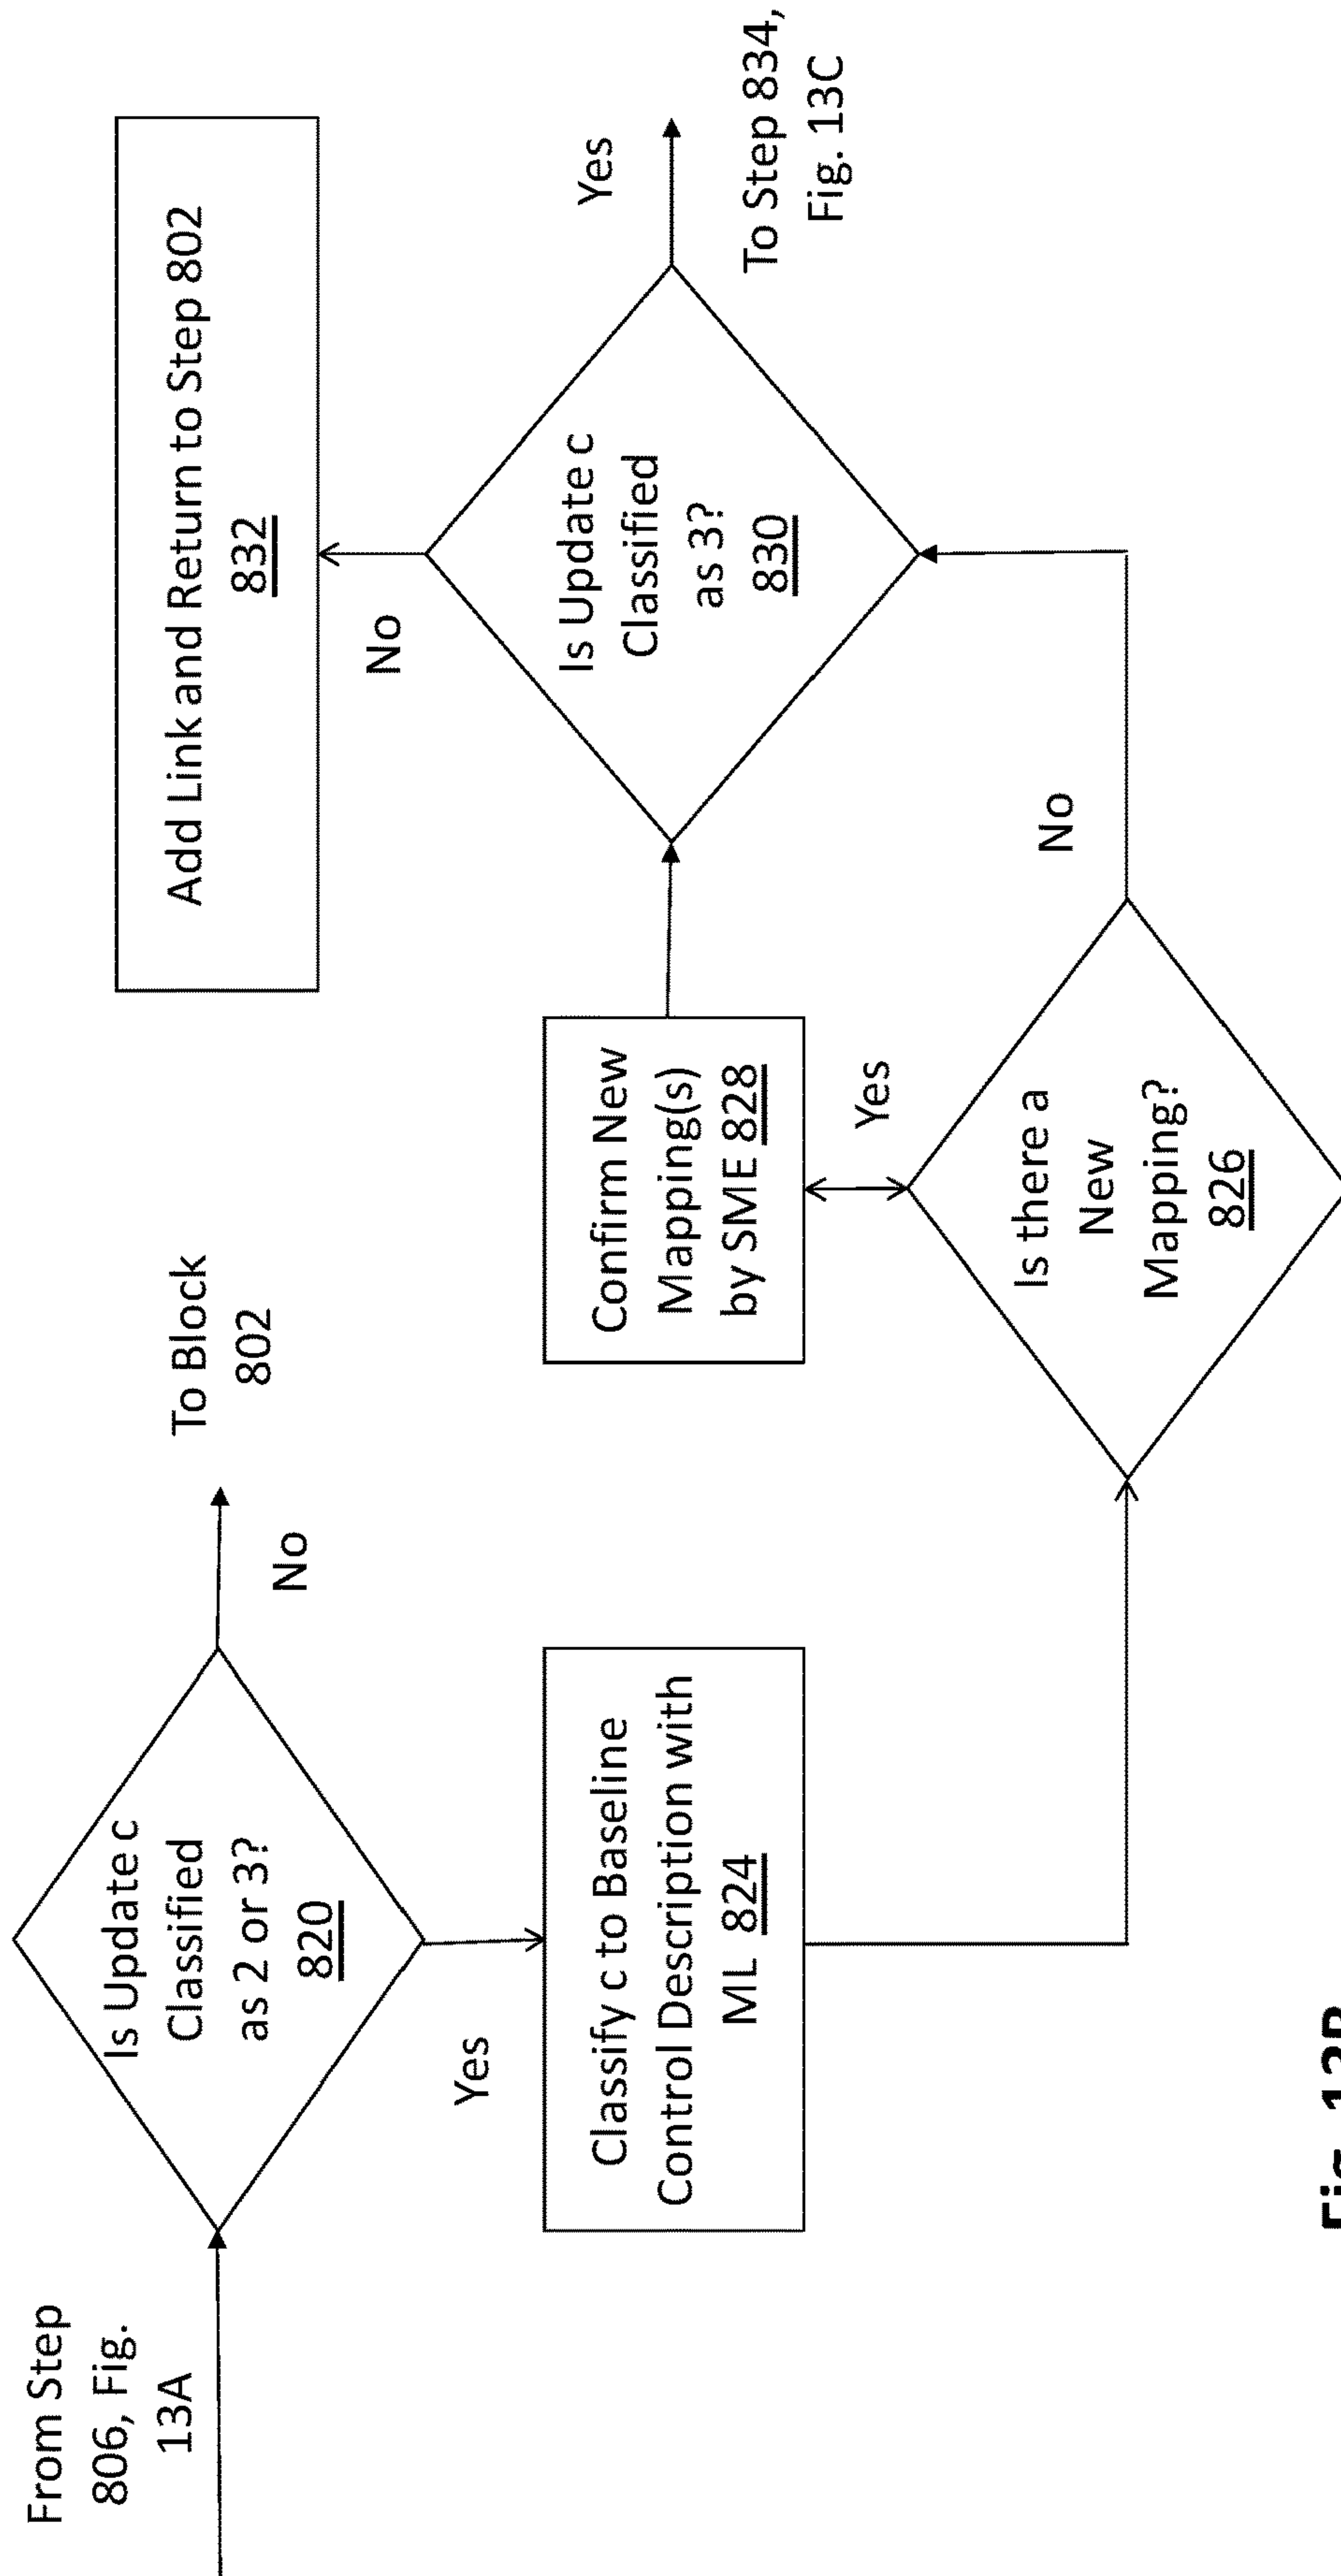 From Step
806, Fig.
13A
Is Update c
Classified
as 2 or 3?
820
No
To Block
802
Yes
Classify c to Baseline
Control Description with
ML 824
Is there a
New
Mapping?
826
Yes
Confirm New
Mapping(s)
by SME 828
No
Is Update c
Classified
as 3?
830
No
Add Link and Return to Step 802
832
Yes
To Step 834,
Fig. 13C
Fig. 13B